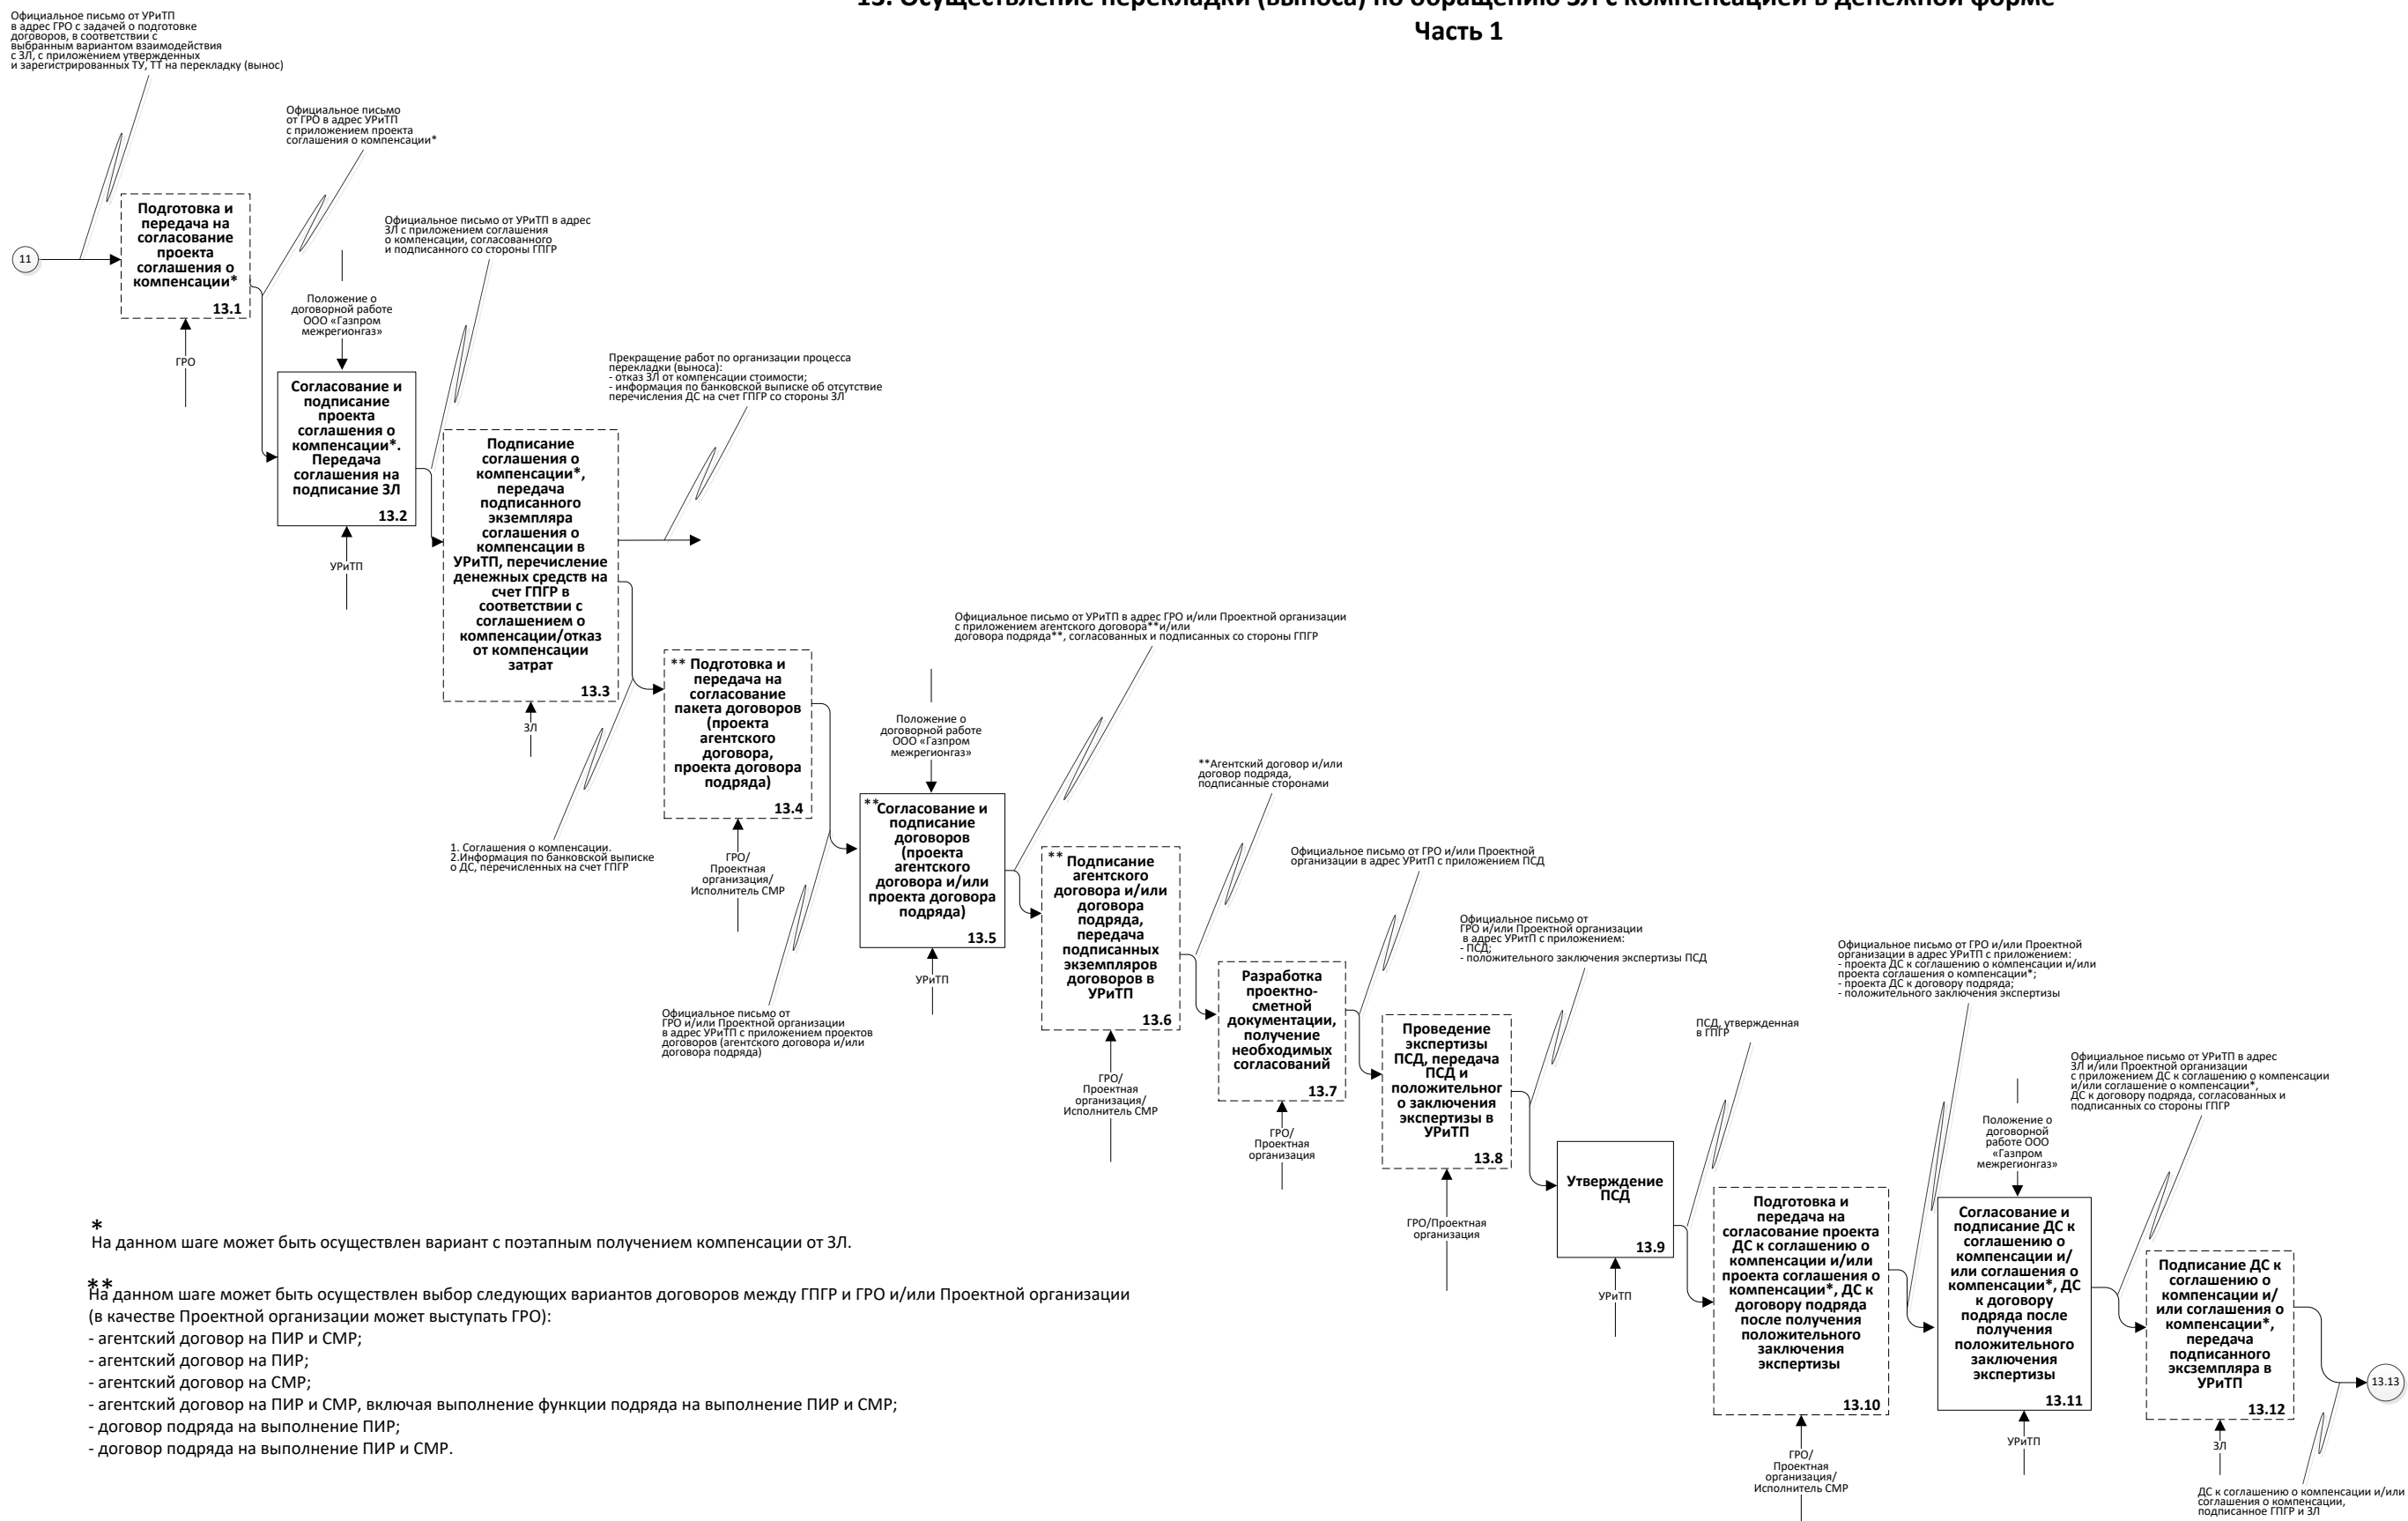 13. Осуществление перекладки (выноса) по обращению ЗЛ с компенсацией в денежной форме
Часть 1
Официальное письмо от УРиТП
в адрес ГРО с задачей о подготовке
договоров, в соответствии с
выбранным вариантом взаимодействия
с ЗЛ, с приложением утвержденных
и зарегистрированных ТУ, ТТ на перекладку (вынос)
Официальное письмо
от ГРО в адрес УРиТП
с приложением проекта
соглашения о компенсации*
11
Подготовка и
передача на
согласование
проекта
соглашения о
компенсации*
13.1
ГРО
Официальное письмо от УРиТП в адрес
ЗЛ с приложением соглашения
о компенсации, согласованного
и подписанного со стороны ГПГР
Положение о
договорной работе
ООО «Газпром
межрегионгаз»
Согласование и
подписание
проекта
соглашения о
компенсации*.
Передача
соглашения на
подписание ЗЛ
13.2
УРиТП
Прекращение работ по организации процесса
перекладки (выноса):
- отказ ЗЛ от компенсации стоимости;
- информация по банковской выписке об отсутствие
перечисления ДС на счет ГПГР со стороны ЗЛ
Подписание
соглашения о
компенсации*,
передача
подписанного
экземпляра
соглашения о
компенсации в
УРиТП, перечисление
денежных средств на
счет ГПГР в
соответствии с
соглашением о
компенсации/отказ
от компенсации
затрат
13.3
ЗЛ
1. Соглашения о компенсации.
2.Информация по банковской выписке
о ДС, перечисленных на счет ГПГР
** Подготовка и
передача на
согласование
пакета договоров
(проекта
агентского
договора,
проекта договора
подряда)
13.4
ГРО/
Проектная
организация/
Исполнитель СМР
Официальное письмо от
ГРО и/или Проектной организации
в адрес УРиТП с приложением проектов
договоров (агентского договора и/или
договора подряда)
Официальное письмо от УРиТП в адрес ГРО и/или Проектной организации
с приложением агентского договора**и/или
договора подряда**, согласованных и подписанных со стороны ГПГР
Положение о
договорной работе
ООО «Газпром
межрегионгаз»
**Согласование и
подписание
договоров
(проекта
агентского
договора и/или
проекта договора
подряда)
13.5
УРиТП
**Агентский договор и/или
договор подряда,
подписанные сторонами
** Подписание
агентского
договора и/или
договора
подряда,
передача
подписанных
экземпляров
договоров в
УРиТП
13.6
ГРО/
Проектная
организация/
Исполнитель СМР
Официальное письмо от ГРО и/или Проектной
организации в адрес УРитП с приложением ПСД
Разработка
проектно-
сметной
документации,
получение
необходимых
согласований
13.7
ГРО/
Проектная
организация
Официальное письмо от
ГРО и/или Проектной организации
в адрес УРитП с приложением:
- ПСД;
- положительного заключения экспертизы ПСД
Проведение
экспертизы
ПСД, передача
ПСД и
положительног
о заключения
экспертизы в
УРиТП
13.8
ГРО/Проектная
организация
ПСД, утвержденная
в ГПГР
Утверждение
ПСД
13.9
УРиТП
Официальное письмо от ГРО и/или Проектной
организации в адрес УРиТП с приложением:
- проекта ДС к соглашению о компенсации и/или
проекта соглашения о компенсации*;
- проекта ДС к договору подряда;
- положительного заключения экспертизы
Подготовка и
передача на
согласование проекта
ДС к соглашению о
компенсации и/или
проекта соглашения о
компенсации*, ДС к
договору подряда
после получения
положительного
заключения
экспертизы
13.10
ГРО/
Проектная
организация/
Исполнитель СМР
Официальное письмо от УРиТП в адрес
ЗЛ и/или Проектной организации
с приложением ДС к соглашению о компенсации
и/или соглашение о компенсации*,
ДС к договору подряда, согласованных и
подписанных со стороны ГПГР
Положение о
договорной
работе ООО
«Газпром
межрегионгаз»
Согласование и
подписание ДС к
соглашению о
компенсации и/
или соглашения о
компенсации*, ДС
к договору
подряда после
получения
положительного
заключения
экспертизы
13.11
УРиТП
Подписание ДС к
соглашению о
компенсации и/
или соглашения о
компенсации*,
передача
подписанного
эксземпляра в
УРиТП
13.12
ЗЛ
13.13
ДС к соглашению о компенсации и/или
соглашения о компенсации,
подписанное ГПГР и ЗЛ
*
На данном шаге может быть осуществлен вариант с поэтапным получением компенсации от ЗЛ.
**
На данном шаге может быть осуществлен выбор следующих вариантов договоров между ГПГР и ГРО и/или Проектной организации
(в качестве Проектной организации может выступать ГРО):
- агентский договор на ПИР и СМР;
- агентский договор на ПИР;
- агентский договор на СМР;
- агентский договор на ПИР и СМР, включая выполнение функции подряда на выполнение ПИР и СМР;
- договор подряда на выполнение ПИР;
- договор подряда на выполнение ПИР и СМР.